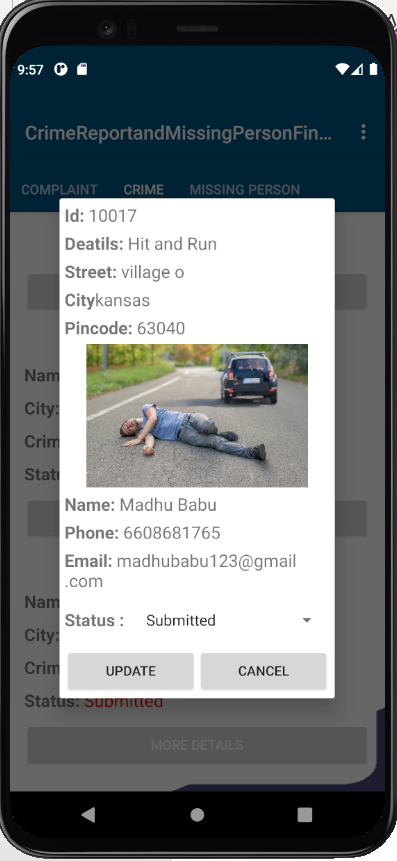 9:57
CrimeReportandMissingPersonFin...
COMPLAINT CRIME MISSING PERSON
Id: 10017
Deatils: Hit and Run
Street: village o
Citykansas
Pincode: 63040
Nam
City:
Crim
Stat
Name: Madhu Babu
Phone: 6608681765
Email: madhubabu123@gmail
.com
Status : Submitted
UPDATE CANCEL
Nam
City:
Crim
Status: Submitted
MORE DETAILS